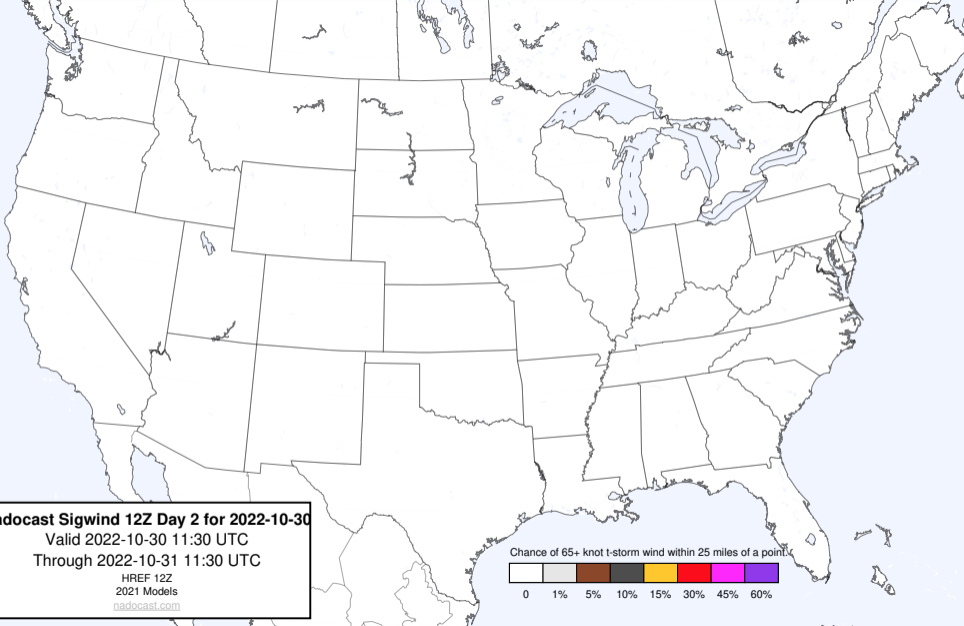 adocast Sigwind 12Z Day 2 for 2022-10-30
Valid 2022-10-30 11:30 UTC
Through 2022-10-31 11:30 UTC
HREF 12Z
2021 Models
nadocast.com
Chance of 65+ knot t-storm wind within 25 miles of a point.
0 1% 5% 10% 15% 30% 45% 60%